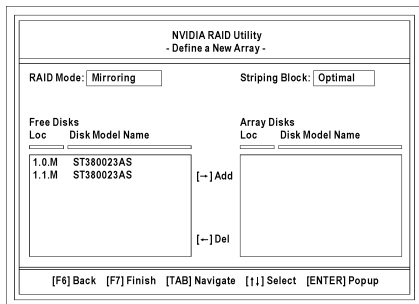 NVIDIA RAID Utility
- Define a New Array -
RAID Mode: Mirroring Striping Block: Optimal
Free Disks Array Disks
Loc Disk Model Name Loc Disk Model Name
1.0.M ST380023AS
1.1.M ST380023AS
[→] Add
[←] Del
[F6] Back [F7] Finish [TAB] Navigate [↑↓] Select [ENTER] Popup